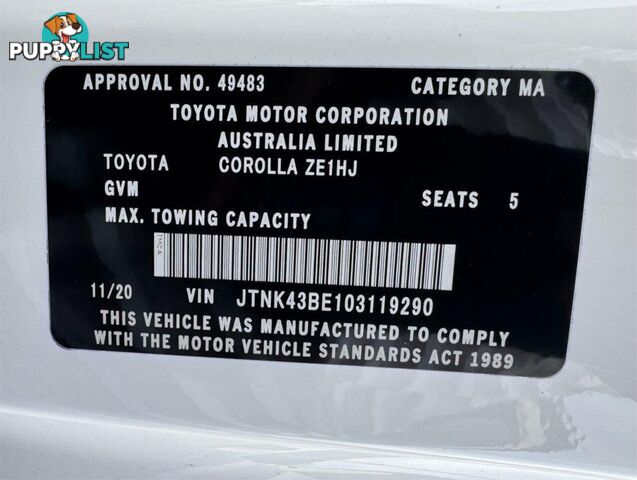 PUPPYLIST
APPROVAL NO. 49483 CATEGORY MA
TOYOTA MOTOR CORPORATION
AUSTRALIA LIMITED
TOYOTA COROLLA ZE1HJ
GVM SEATS 5
MAX. TOWING CAPACITY
1MCA
11/20 VIN JTNK43BE103119290
THIS VEHICLE WAS MANUFACTURED TO COMPLY
WITH THE MOTOR VEHICLE STANDARDS ACT 1989